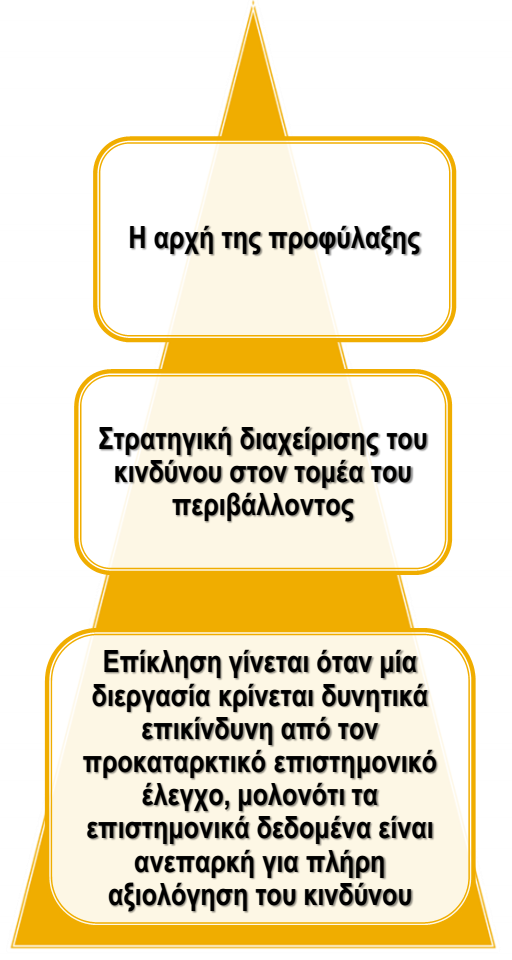 Η αρχή της προφύλαξης
Στρατηγική διαχείρισης του
κινδύνου στον τομέα του
περιβάλλοντος
Επίκληση γίνεται όταν μία
διεργασία κρίνεται δυνητικά
επικίνδυνη από τον
προκαταρκτικό επιστημονικό
έλεγχο, μολονότι τα
επιστημονικά δεδομένα είναι
ανεπαρκή για πλήρη
αξιολόγηση του κινδύνου